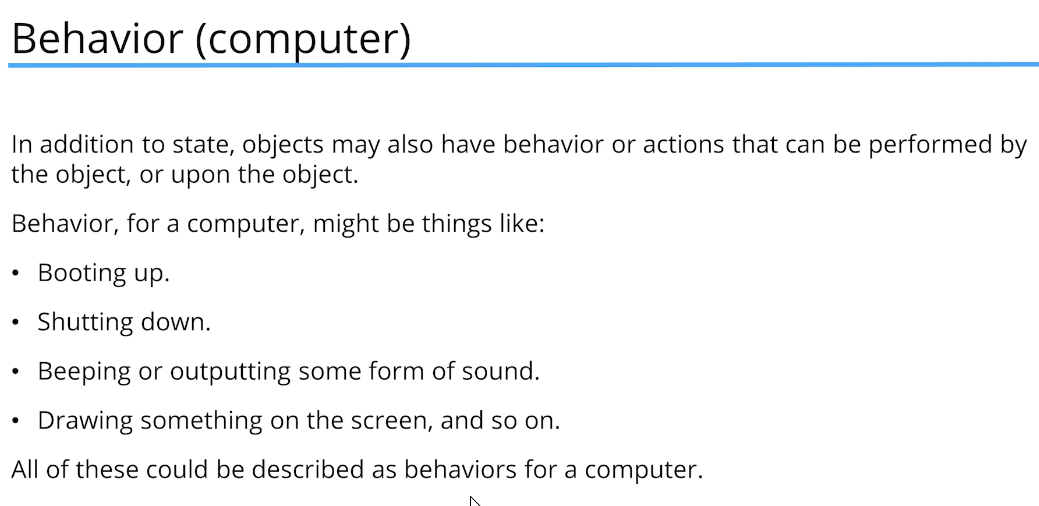 Behavior (computer)
In addition to state, objects may also have behavior or actions that can be performed by
the object, or upon the object.
Behavior, for a computer, might be things like:
• Booting up.
• Shutting down.
• Beeping or outputting some form of sound.
• Drawing something on the screen, and so on.
All of these could be described as behaviors for a computer.